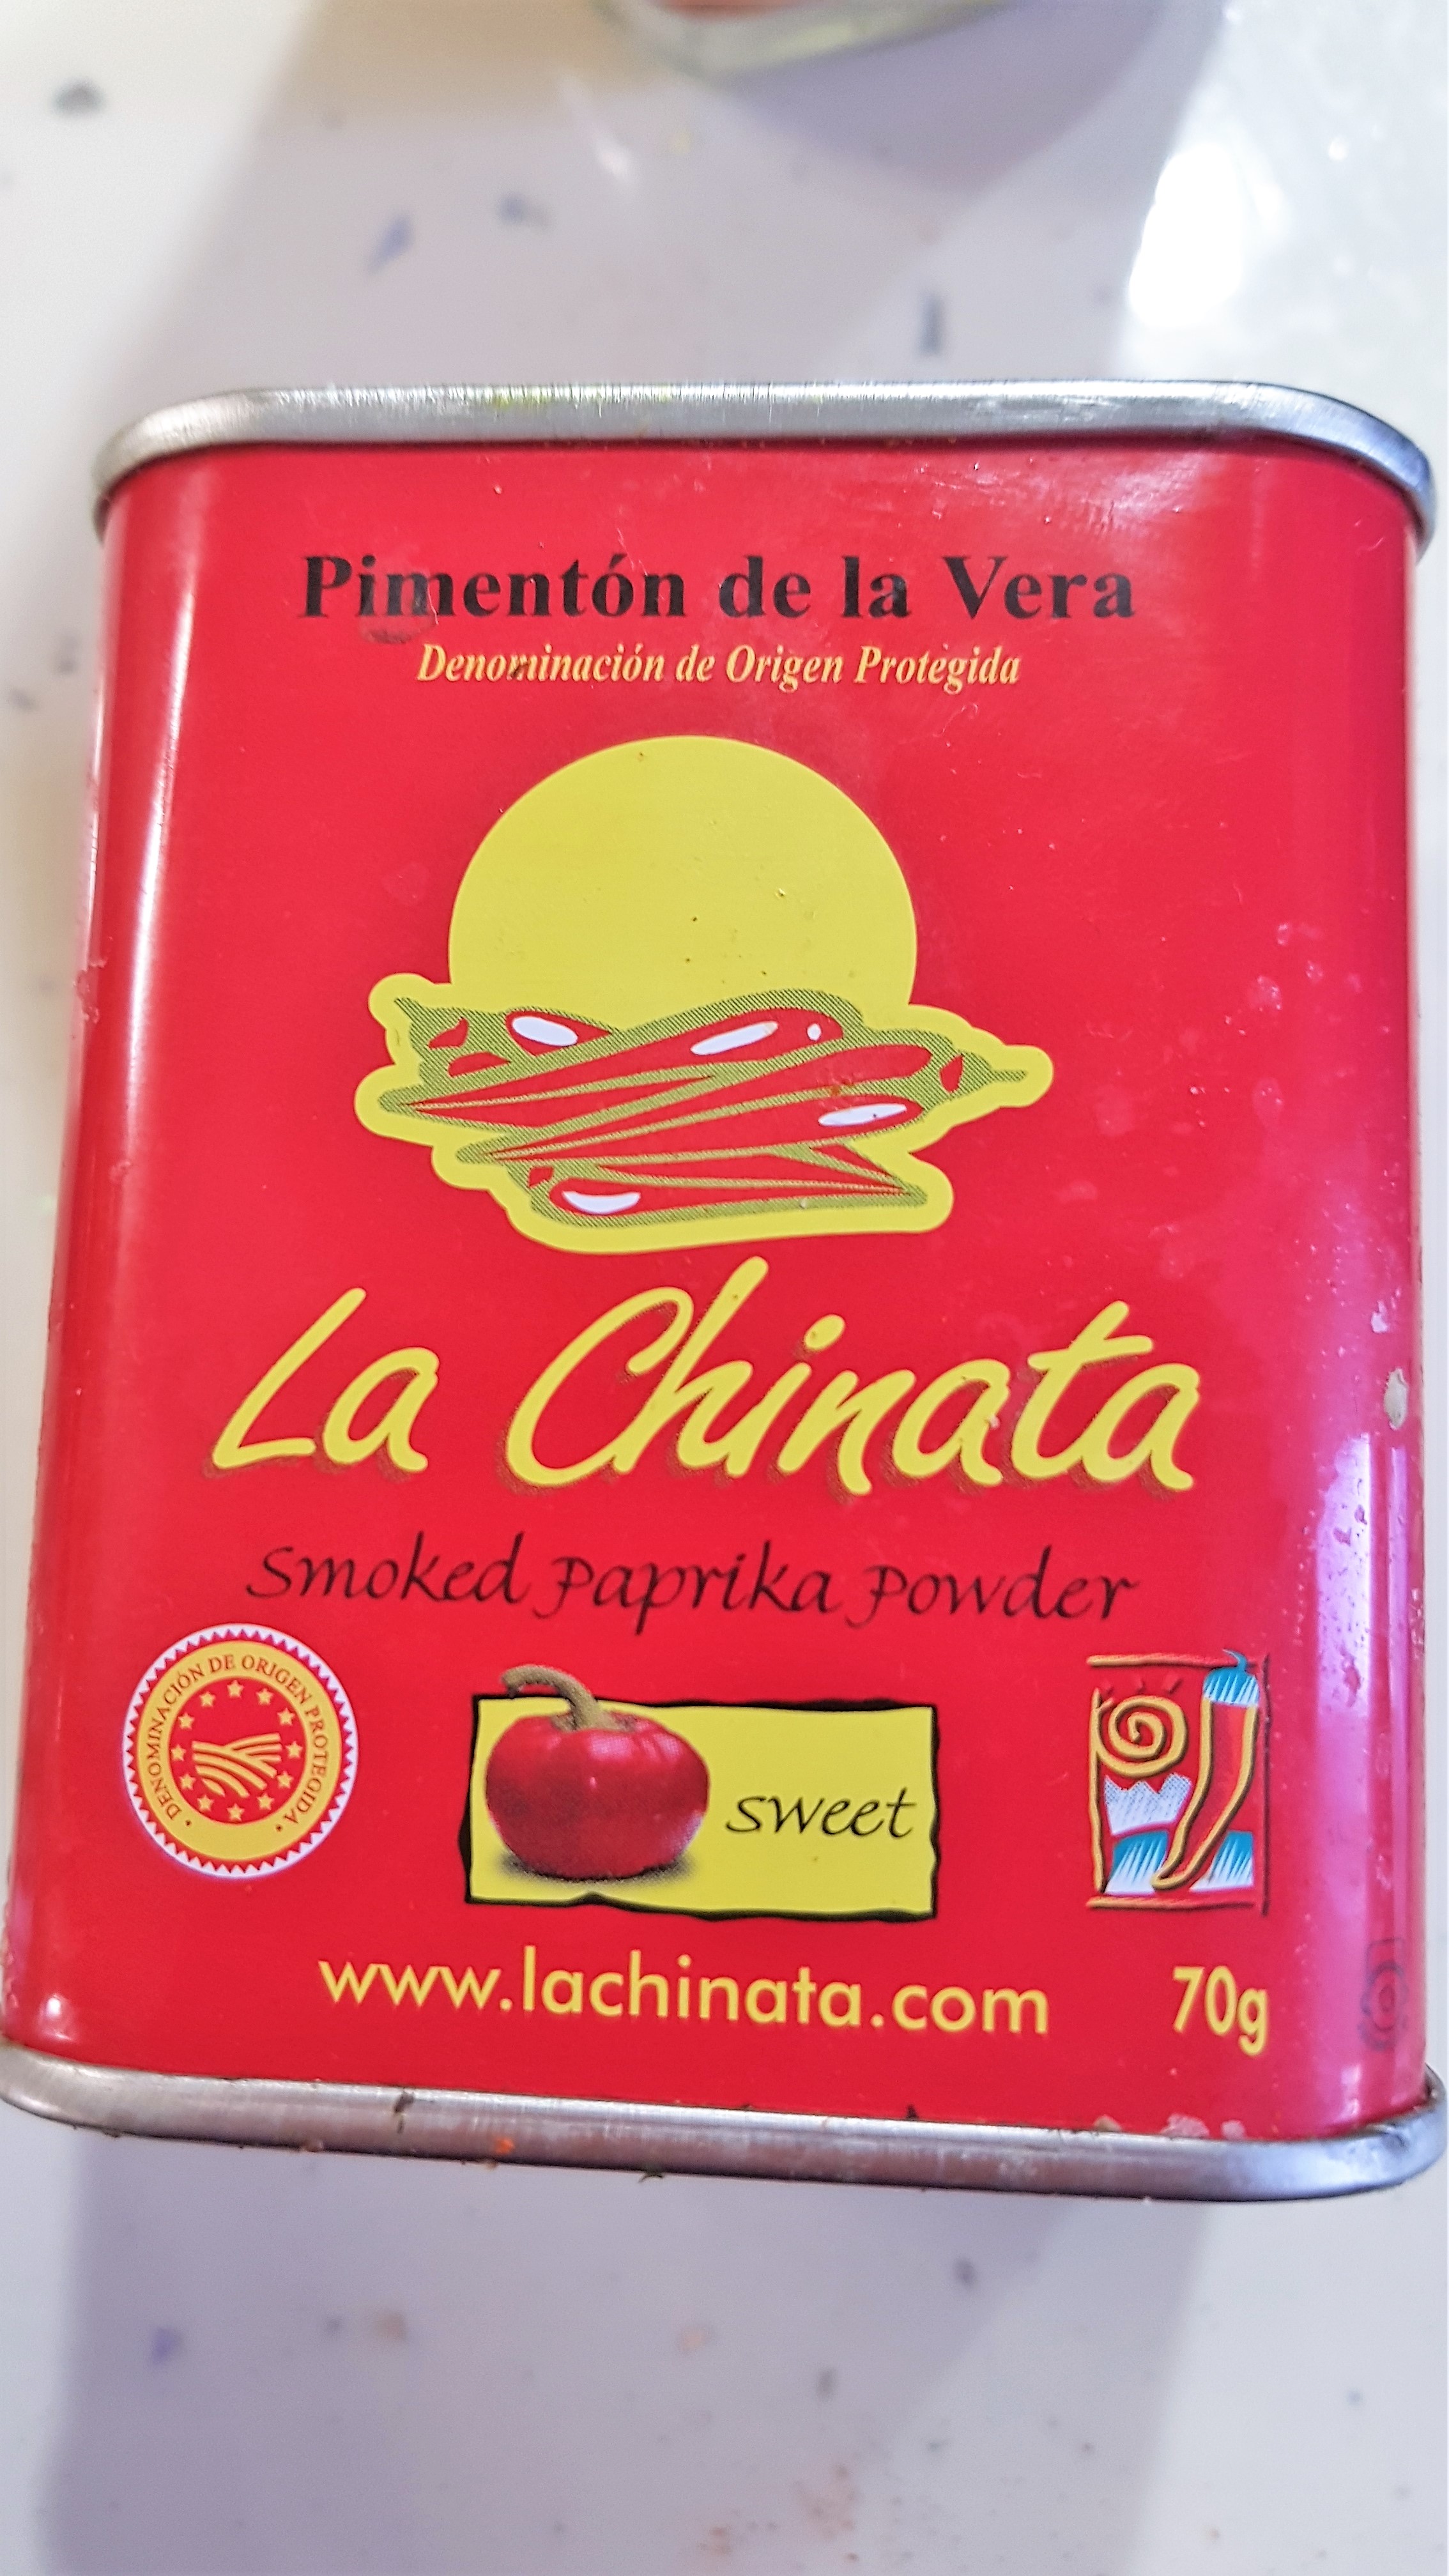 Pimentón de la Vera
Denominación de Origen Protegida
La Chinata
Smoked Paprika Powder
DENOMINACIÓN DE ORIGEN PROTEGIDA
sweet
www.lachinata.com
70g